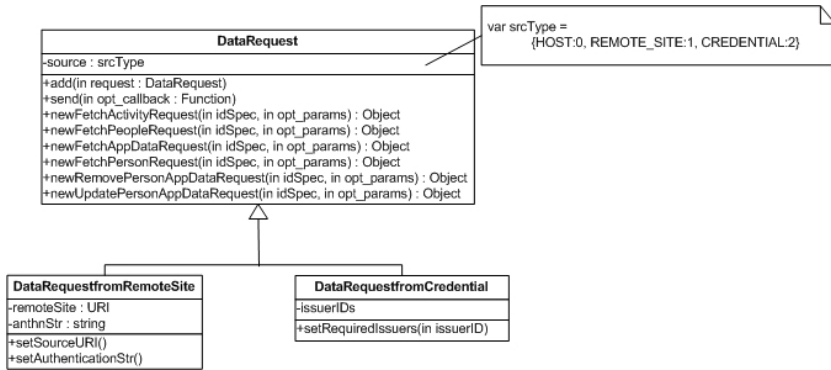 DataRequest
-source : srcType
+add(in request : DataRequest)
+send(in opt_callback : Function)
+newFetchActivityRequest(in idSpec, in opt_params) : Object
+newFetchPeopleRequest(in idSpec, in opt_params) : Object
+newFetchAppDataRequest(in idSpec, in opt_params) : Object
+newFetchPersonRequest(in idSpec, in opt_params) : Object
+newRemovePersonAppDataRequest(in idSpec, in opt_params) : Object
+newUpdatePersonAppDataRequest(in idSpec, in opt_params) : Object
var srcType =
{HOST:0, REMOTE_SITE:1, CREDENTIAL:2}
DataRequestfromRemoteSite
-remoteSite : URI
-anthnStr : string
+setSourceURI()
+setAuthenticationStr()
DataRequestfromCredential
-issuerIDs
+setRequiredIssuers(in issuerID)